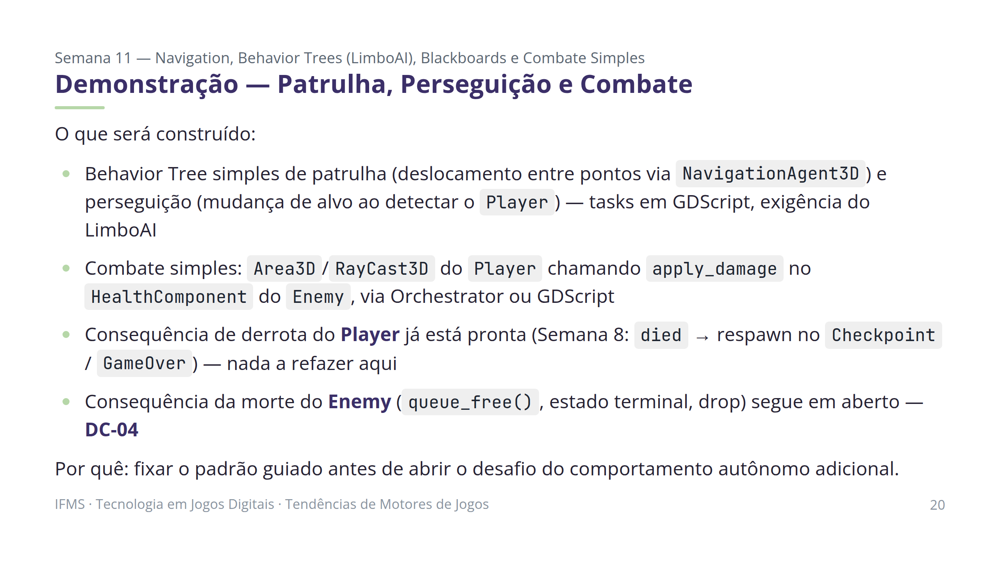 Semana 11 — Navigation, Behavior Trees (LimboAI), Blackboards e Combate Simples
Demonstração — Patrulha, Perseguição e Combate
O que será construído:
Behavior Tree simples de patrulha (deslocamento entre pontos via NavigationAgent3D) e
perseguição (mudança de alvo ao detectar o Player) — tasks em GDScript, exigência do
LimboAI
Combate simples: Area3D/RayCast3D do Player chamando apply_damage no
HealthComponent do Enemy, via Orchestrator ou GDScript
Consequência de derrota do Player já está pronta (Semana 8: died → respawn no Checkpoint
/ GameOver) — nada a refazer aqui
Consequência da morte do Enemy (queue_free(), estado terminal, drop) segue em aberto —
DC-04
Por quê: fixar o padrão guiado antes de abrir o desafio do comportamento autônomo adicional.
IFMS · Tecnologia em Jogos Digitais · Tendências de Motores de Jogos
20